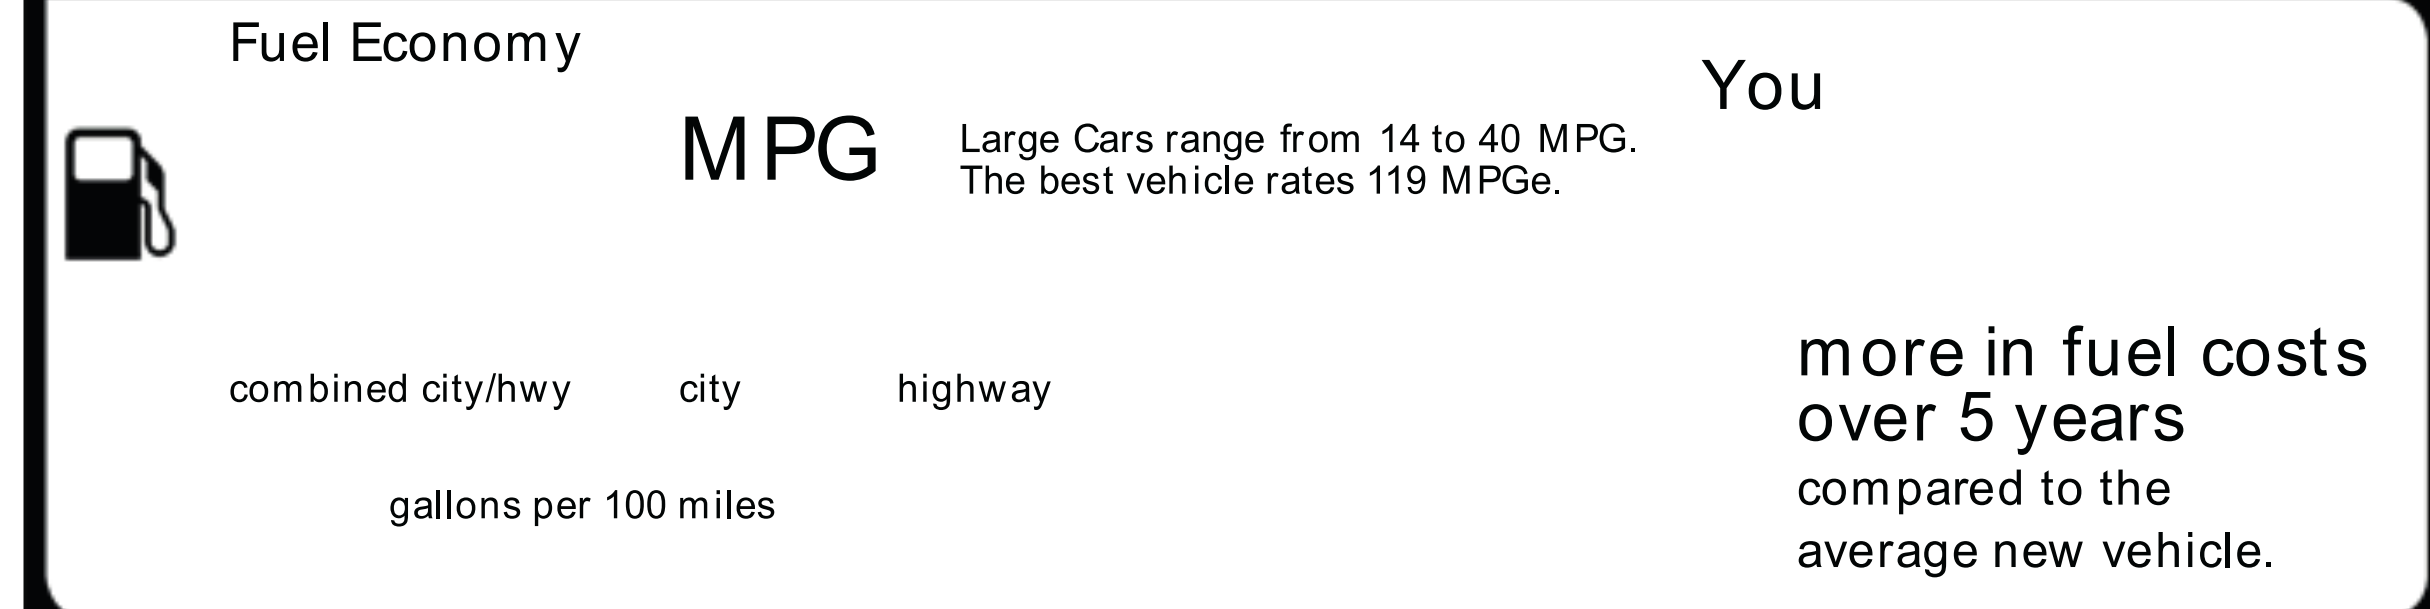 Fuel Economy
MPG
Large Cars range from 14 to 40 MPG.
The best vehicle rates 119 MPGe.
combined city/hwy
city
highway
gallons per 100 miles
You
more in fuel costs
over 5 years
compared to the
average new vehicle.